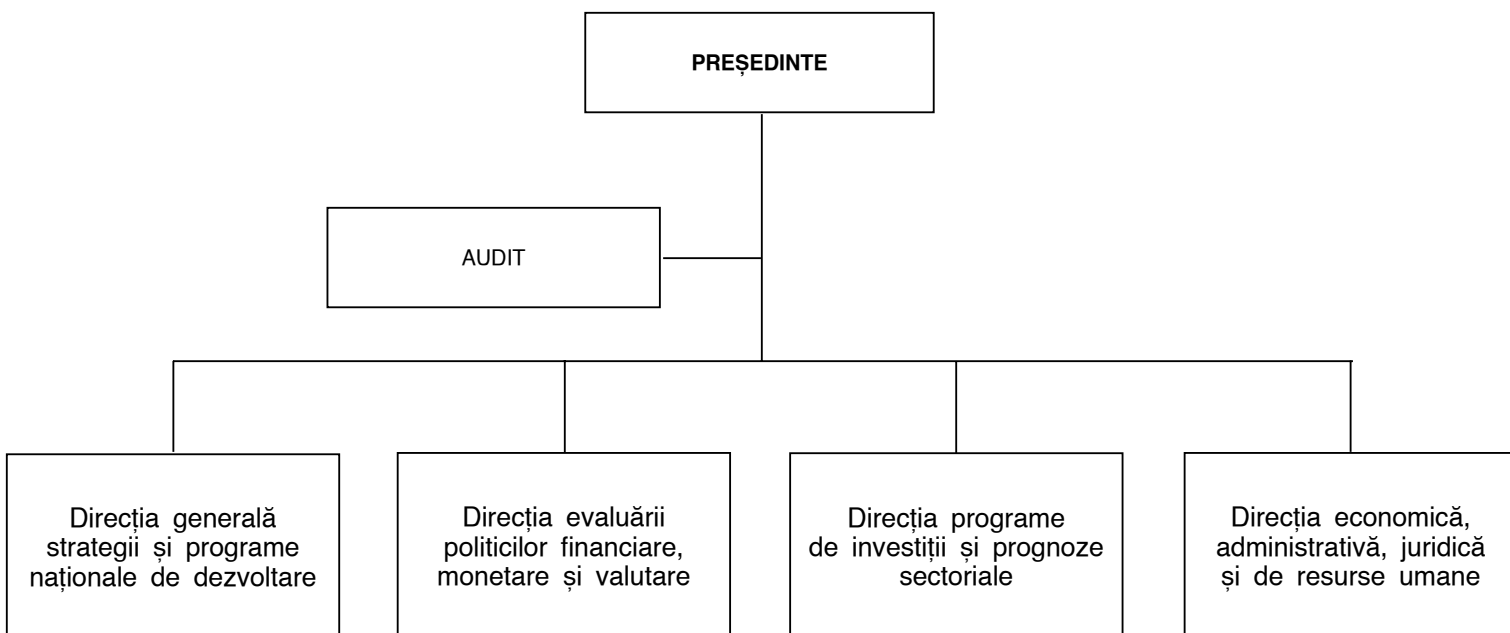 PREȘEDINTE
AUDIT
Direcția generală
strategii și programe
naționale de dezvoltare
Direcția evaluării
politicilor financiare,
monetare și valutare
Direcția programe
de investiții și prognoze
sectoriale
Direcția economică,
administrativă, juridică
și de resurse umane